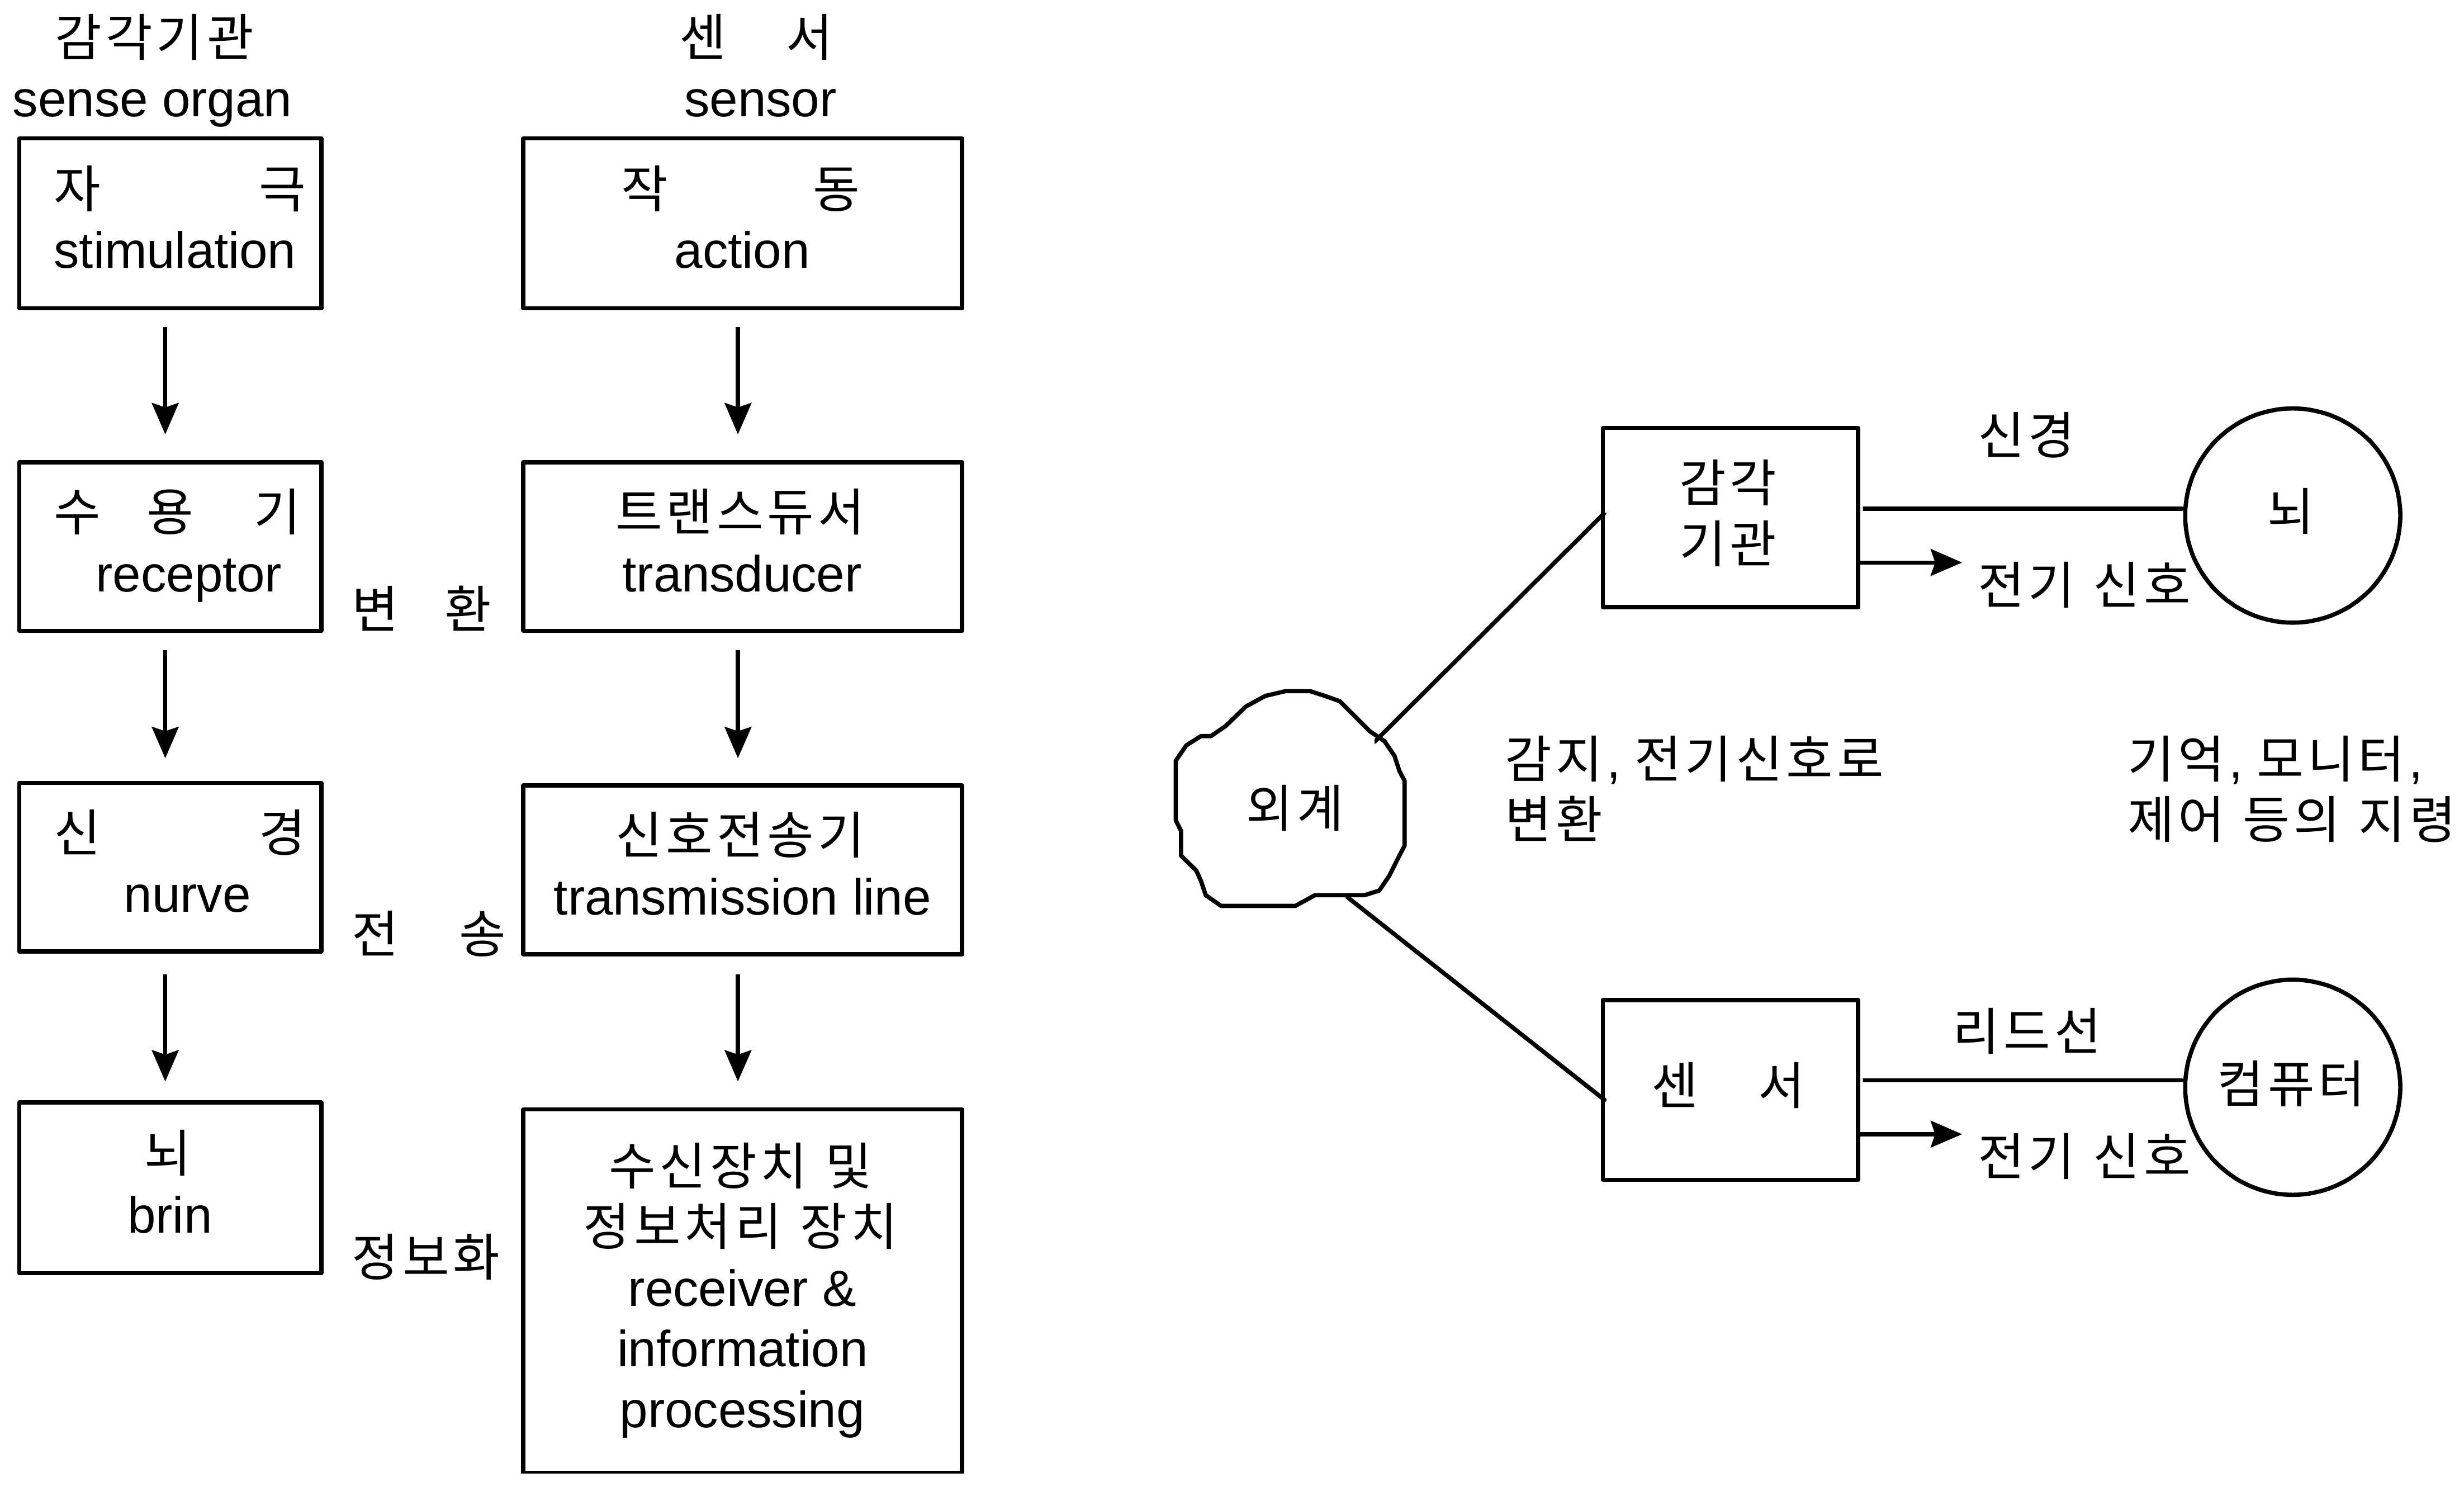 감각기관
sense organ
자 극
stimulation
수 용 기
receptor
신 경
nurve
뇌
brin
변 환
전 송
정보화
센 서
sensor
작 동
action
트랜스듀서
transducer
신호전송기
transmission line
수신장치 및
정보처리 장치
receiver &
information
processing
외계
감각
기관
신경
전기 신호
뇌
감지, 전기신호로
변환
기억, 모니터,
제어 등의 지령
센 서
리드선
전기 신호
컴퓨터